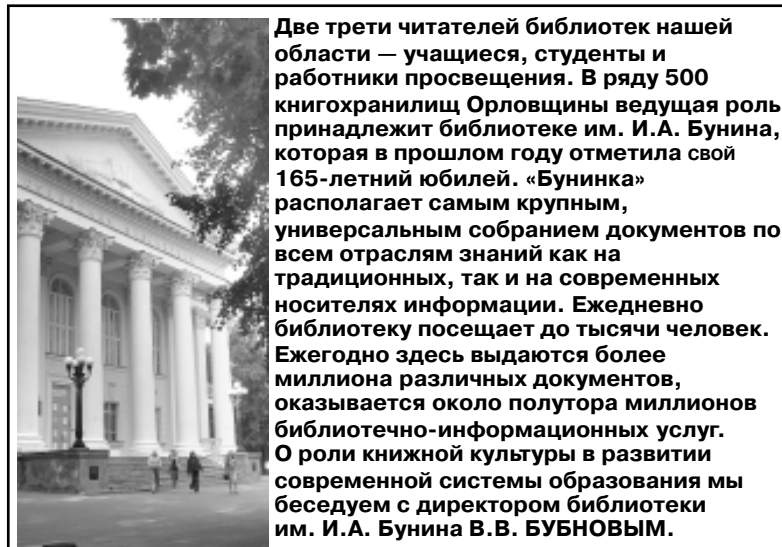 Две трети читателей библиотек нашей
области — учащиеся, студенты и
работники просвещения. В ряду 500
книгохранилищ Орловщины ведущая роль
принадлежит библиотеке им. И.А. Бунина,
которая в прошлом году отметила свой
165-летний юбилей. «Бунинка»
располагает самым крупным,
универсальным собранием документов по
всем отраслям знаний как на
традиционных, так и на современных
носителях информации. Ежедневно
библиотеку посещает до тысячи человек.
Ежегодно здесь выдаются более
миллиона различных документов,
оказывается около полутора миллионов
библиотечно-информационных услуг.
О роли книжной культуры в развитии
современной системы образования мы
беседуем с директором библиотеки
им. И.А. Бунина В.В. БУБНОВЫМ.